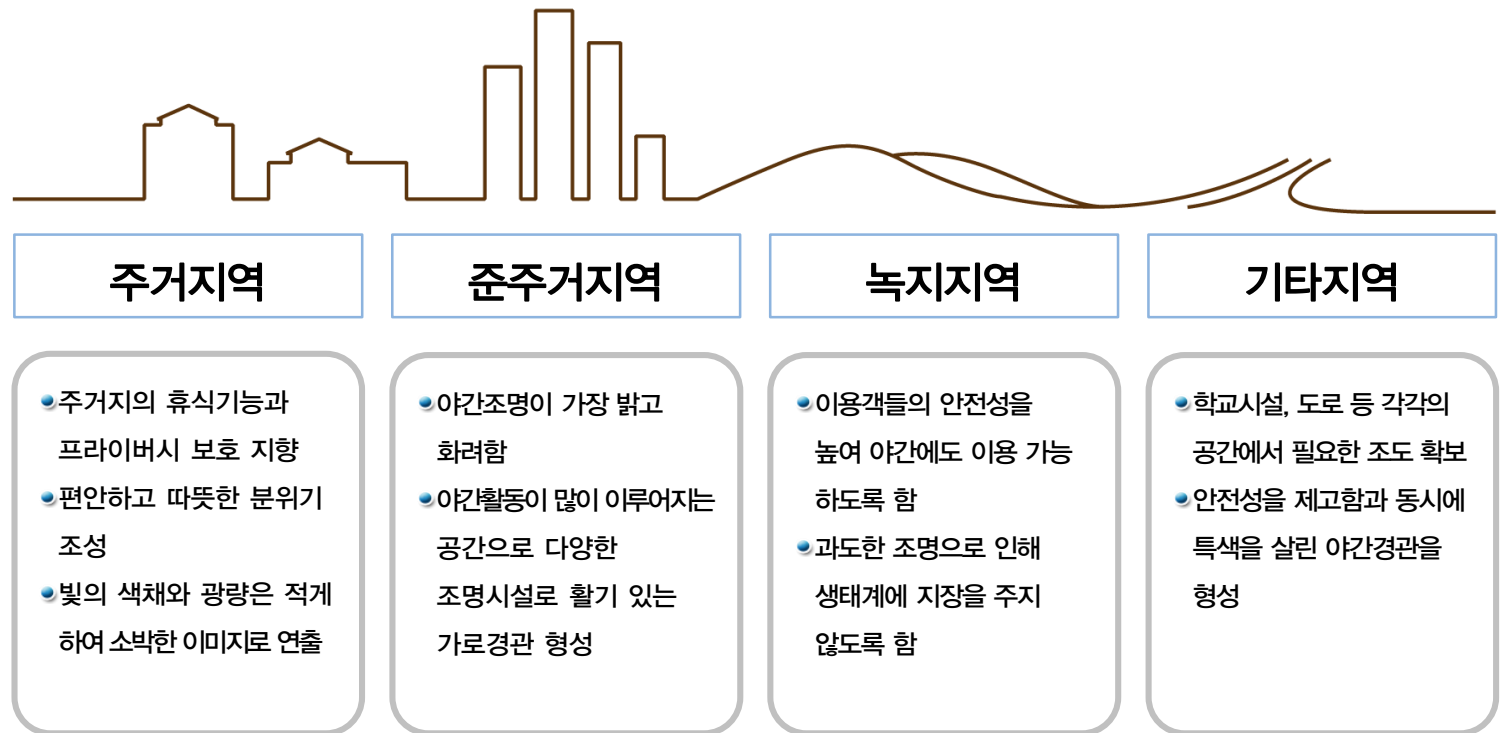 주거지역
준주거지역
녹지지역
기타지역
주거지의 휴식기능과
프라이버시 보호 지향
편안하고 따뜻한 분위기
조성
빛의 색채와 광량은 적게
하여 소박한 이미지로 연출
야간조명이 가장 밝고
화려함
야간활동이 많이 이루어지는
공간으로 다양한
조명시설로 활기 있는
가로경관 형성
이용객들의 안전성을
높여 야간에도 이용 가능
하도록 함
과도한 조명으로 인해
생태계에 지장을 주지
않도록 함
학교시설, 도로 등 각각의
공간에서 필요한 조도 확보
안전성을 제고함과 동시에
특색을 살린 야간경관을
형성